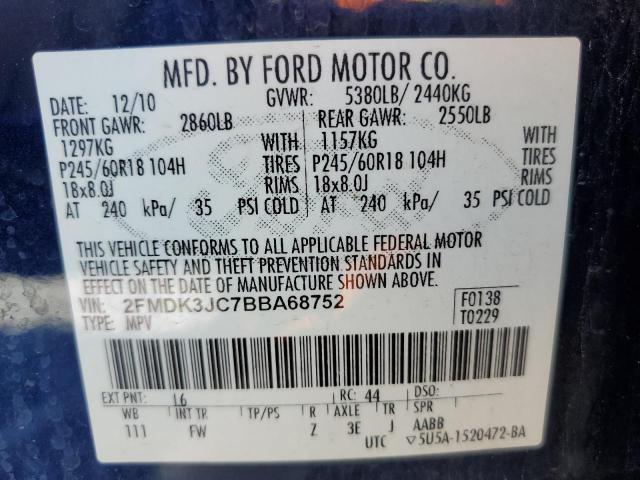 MFD. BY FORD MOTOR CO.
DATE: 12/10 GVWR: 5380LB/ 2440KG
FRONT GAWR: 2860LB REAR GAWR: 2550LB
1297KG WITH 1157KG WITH
P245/60R18 104H TIRES P245/60R18 104H TIRES
18x8.0J RIMS 18x8.0J RIMS
AT 240 kPa/ 35 PSI COLD AT 240 kPa/ 35 PSI COLD
THIS VEHICLE CONFORMS TO ALL APPLICABLE FEDERAL MOTOR
VEHICLE SAFETY AND THEFT PREVENTION STANDARDS IN
EFFECT ON THE DATE OF MANUFACTURE SHOWN ABOVE.
VIN: 2FMDK3JC7BBA68752 F0138
TYPE: MPV T0229
EXT PNT: L6 RC: 44 DSO:
WB INT TR TP/PS R AXLE TR SPR
111 FW Z 3E J AABB
UTC 5U5A-1520472-BA